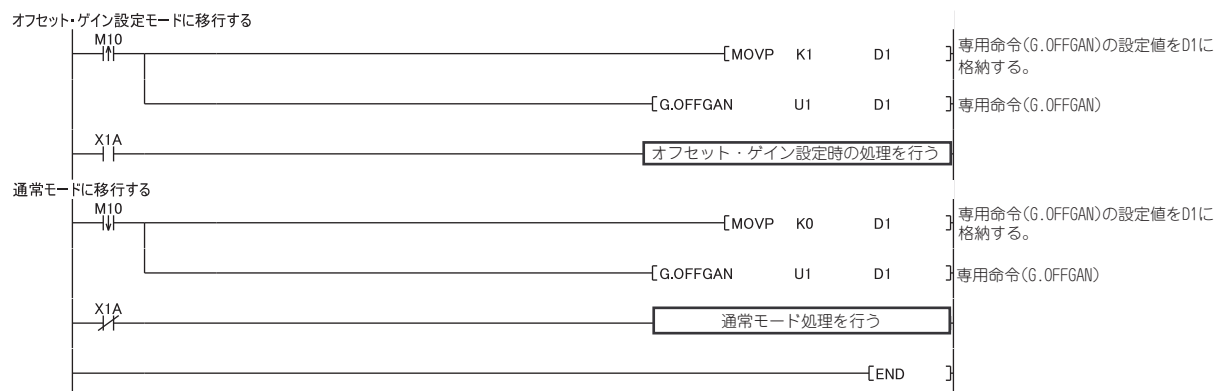 オフセット・ゲイン設定モードに移行する
M10
MOVP K1 D1
専用命令(G.OFFGAN)の設定値をD1に
格納する。
G.OFFGAN U1 D1
専用命令(G.OFFGAN)
X1A
オフセット・ゲイン設定時の処理を行う
通常モードに移行する
M10
MOVP K0 D1
専用命令(G.OFFGAN)の設定値をD1に
格納する。
G.OFFGAN U1 D1
専用命令(G.OFFGAN)
X1A
通常モード処理を行う
END